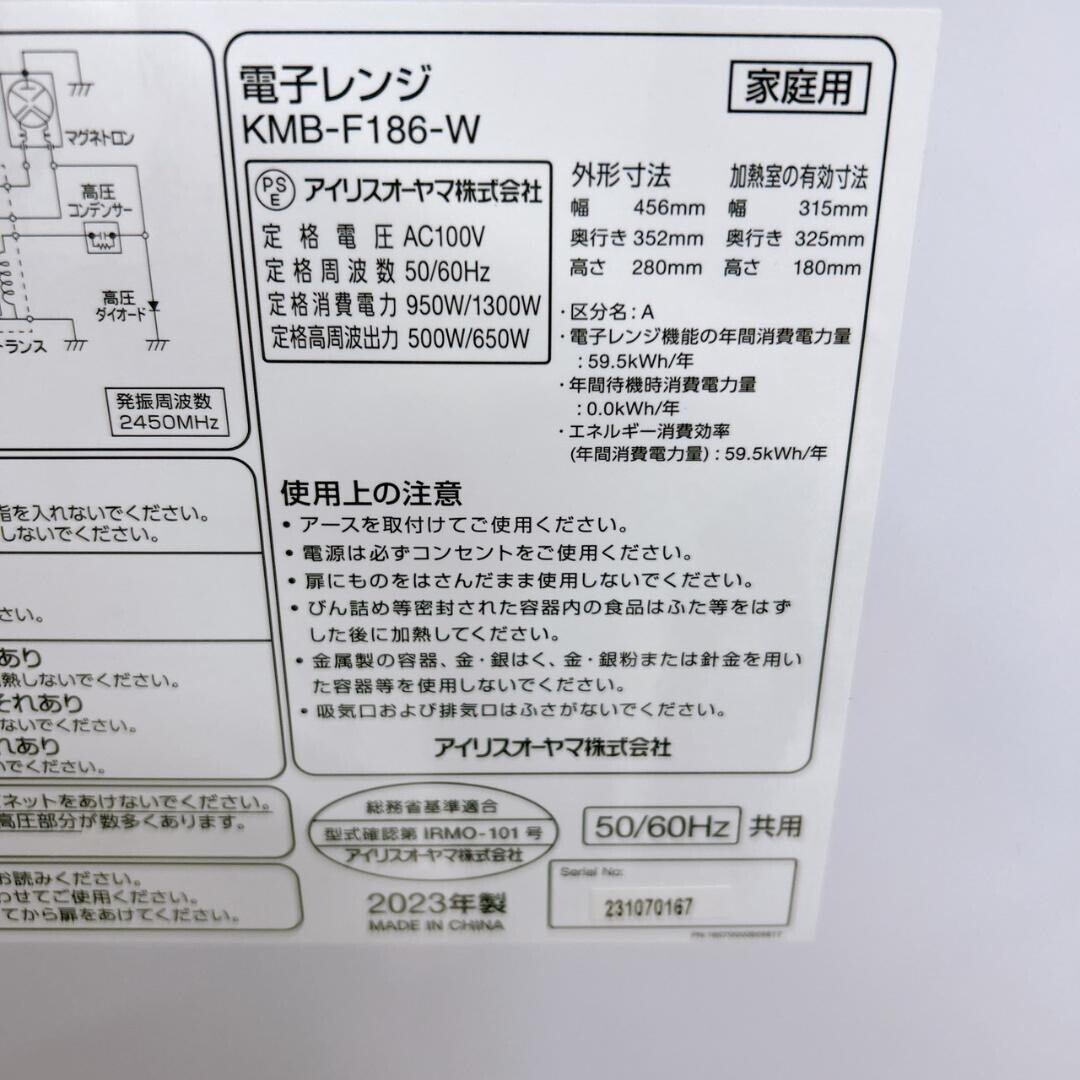 マグネトロン
高圧
コンデンサー
高圧
ダイオード
トランス
発振周波数
2450MHz
指を入れないでください。
しないでください。
さい。
あり
熱しないでください。
それあり
ないでください。
れあり
いでください。
ネットをあけないでください。
高圧部分が数多くあります。
お読みください。
わせてご使用ください。
てから扉をあけてください。
電子レンジ
KMB-F186-W
家庭用
PSE アイリスオーヤマ株式会社
定格電圧 AC100V
定格周波数 50/60Hz
定格消費電力 950W/1300W
定格高周波出力 500W/650W
外形寸法
幅 456mm
奥行き 352mm
高さ 280mm
加熱室の有効寸法
幅 315mm
奥行き 325mm
高さ 180mm
・区分名:A
・電子レンジ機能の年間消費電力量
:59.5kWh/年
・年間待機時消費電力量
:0.0kWh/年
・エネルギー消費効率
(年間消費電力量):59.5kWh/年
使用上の注意
• アースを取付けてご使用ください。
• 電源は必ずコンセントをご使用ください。
• 扉にものをはさんだまま使用しないでください。
• びん詰め等密封された容器内の食品はふた等をはず
した後に加熱してください。
• 金属製の容器、金・銀はく、金・銀粉または針金を用い
た容器等を使用しないでください。
• 吸気口および排気口はふさがないでください。
アイリスオーヤマ株式会社
総務省基準適合
型式確認第 IRMO-101 号
アイリスオーヤマ株式会社
50/60Hz 共用
2023年製
MADE IN CHINA
Serial No:
231070167